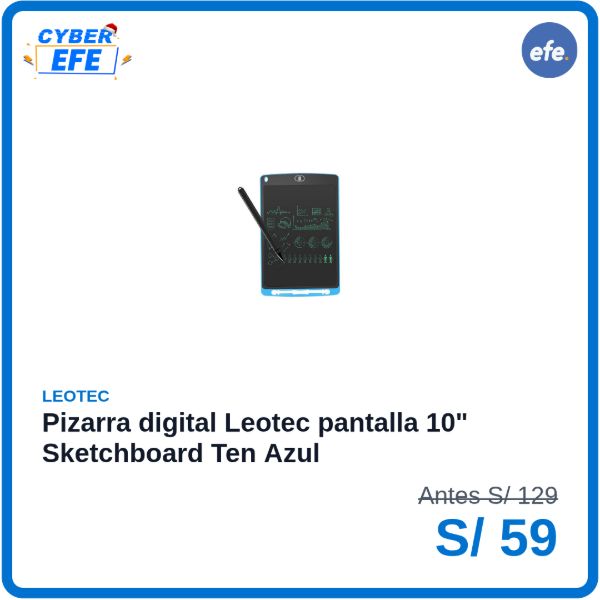 CYBER
EFE
efe.
LEOTEC
Pizarra digital Leotec pantalla 10"
Sketchboard Ten Azul
Antes S/ 129
S/ 59